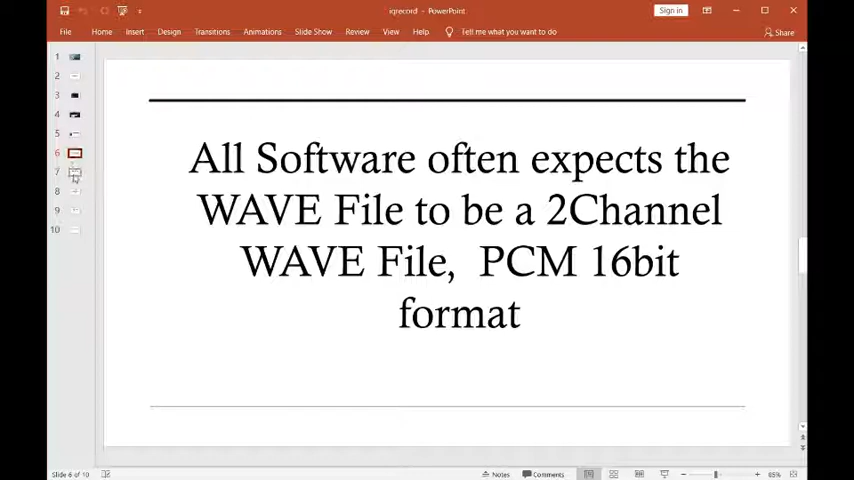 iqrecord - PowerPoint
Sign in
File Home Insert Design Transitions Animations Slide Show Review View Help Tell me what you want to do Share
1
2
3
4
5
6
7
8
9
10
All Software often expects the
WAVE File to be a 2Channel
WAVE File, PCM 16bit
format
Slide 6 of 10 Notes Comments 65%